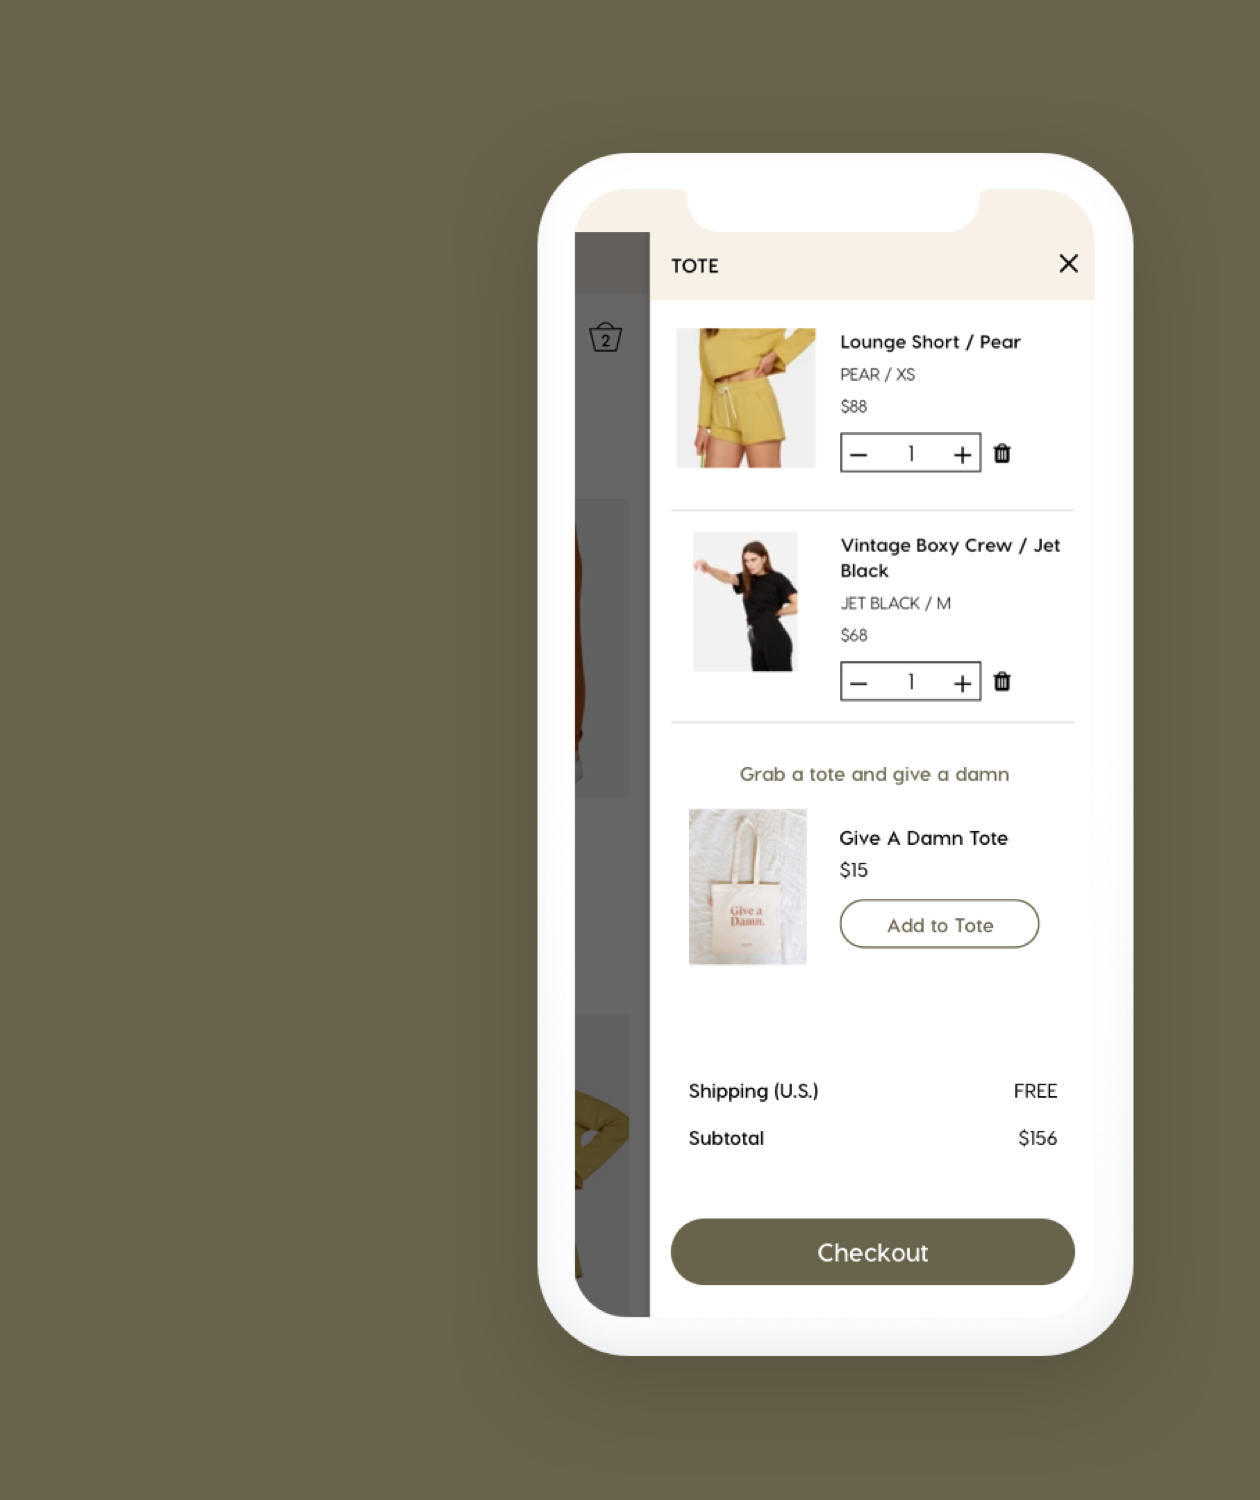 TOTE
2
Lounge Short / Pear
PEAR / XS
$88
1
Vintage Boxy Crew / Jet
Black
JET BLACK / M
$68
1
Grab a tote and give a damn
Give A Damn Tote
$15
Give a
Damn.
Add to Tote
Shipping (U.S.) FREE
Subtotal $156
Checkout